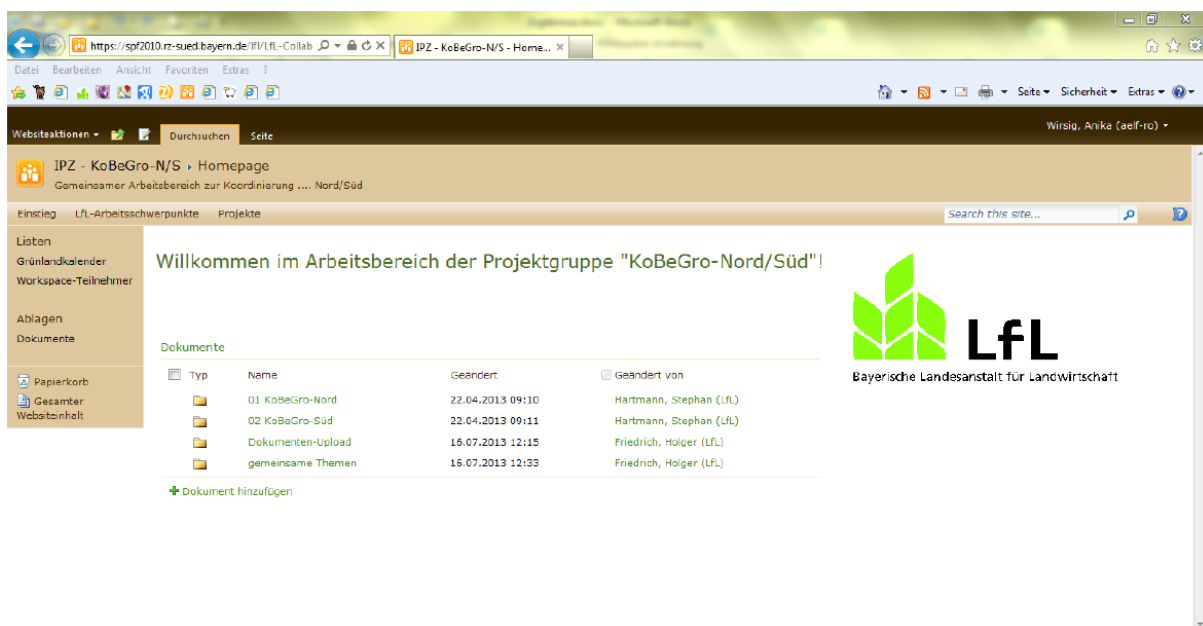 https://spf2010.rz-sued.bayern.de/lfl/LfL-Collab
IPZ - KoBeGro-N/S - Home...
Datei Bearbeiten Ansicht Favoriten Extras ?
Seite Sicherheit Extras
Websiteaktionen Durchsuchen Seite
Wirsig, Anika (aelf-ro)
IPZ - KoBeGro-N/S Homepage
Gemeinsamer Arbeitsbereich zur Koordinierung .... Nord/Süd
Einstieg LfL-Arbeitsschwerpunkte Projekte
Search this site...
Listen
Grünlandkalender
Workspace-Teilnehmer
Ablagen
Dokumente
Papierkorb
Gesamter
Websiteinhalt
Willkommen im Arbeitsbereich der Projektgruppe "KoBeGro-Nord/Süd"!
Dokumente
Typ Name Geändert Geändert von
01 KoBeGro-Nord 22.04.2013 09:10 Hartmann, Stephan (LfL)
02 KoBeGro-Süd 22.04.2013 09:11 Hartmann, Stephan (LfL)
Dokumenten-Upload 16.07.2013 12:15 Friedrich, Holger (LfL)
gemeinsame Themen 16.07.2013 12:33 Friedrich, Holger (LfL)
Dokument hinzufügen
LfL
Bayerische Landesanstalt für Landwirtschaft